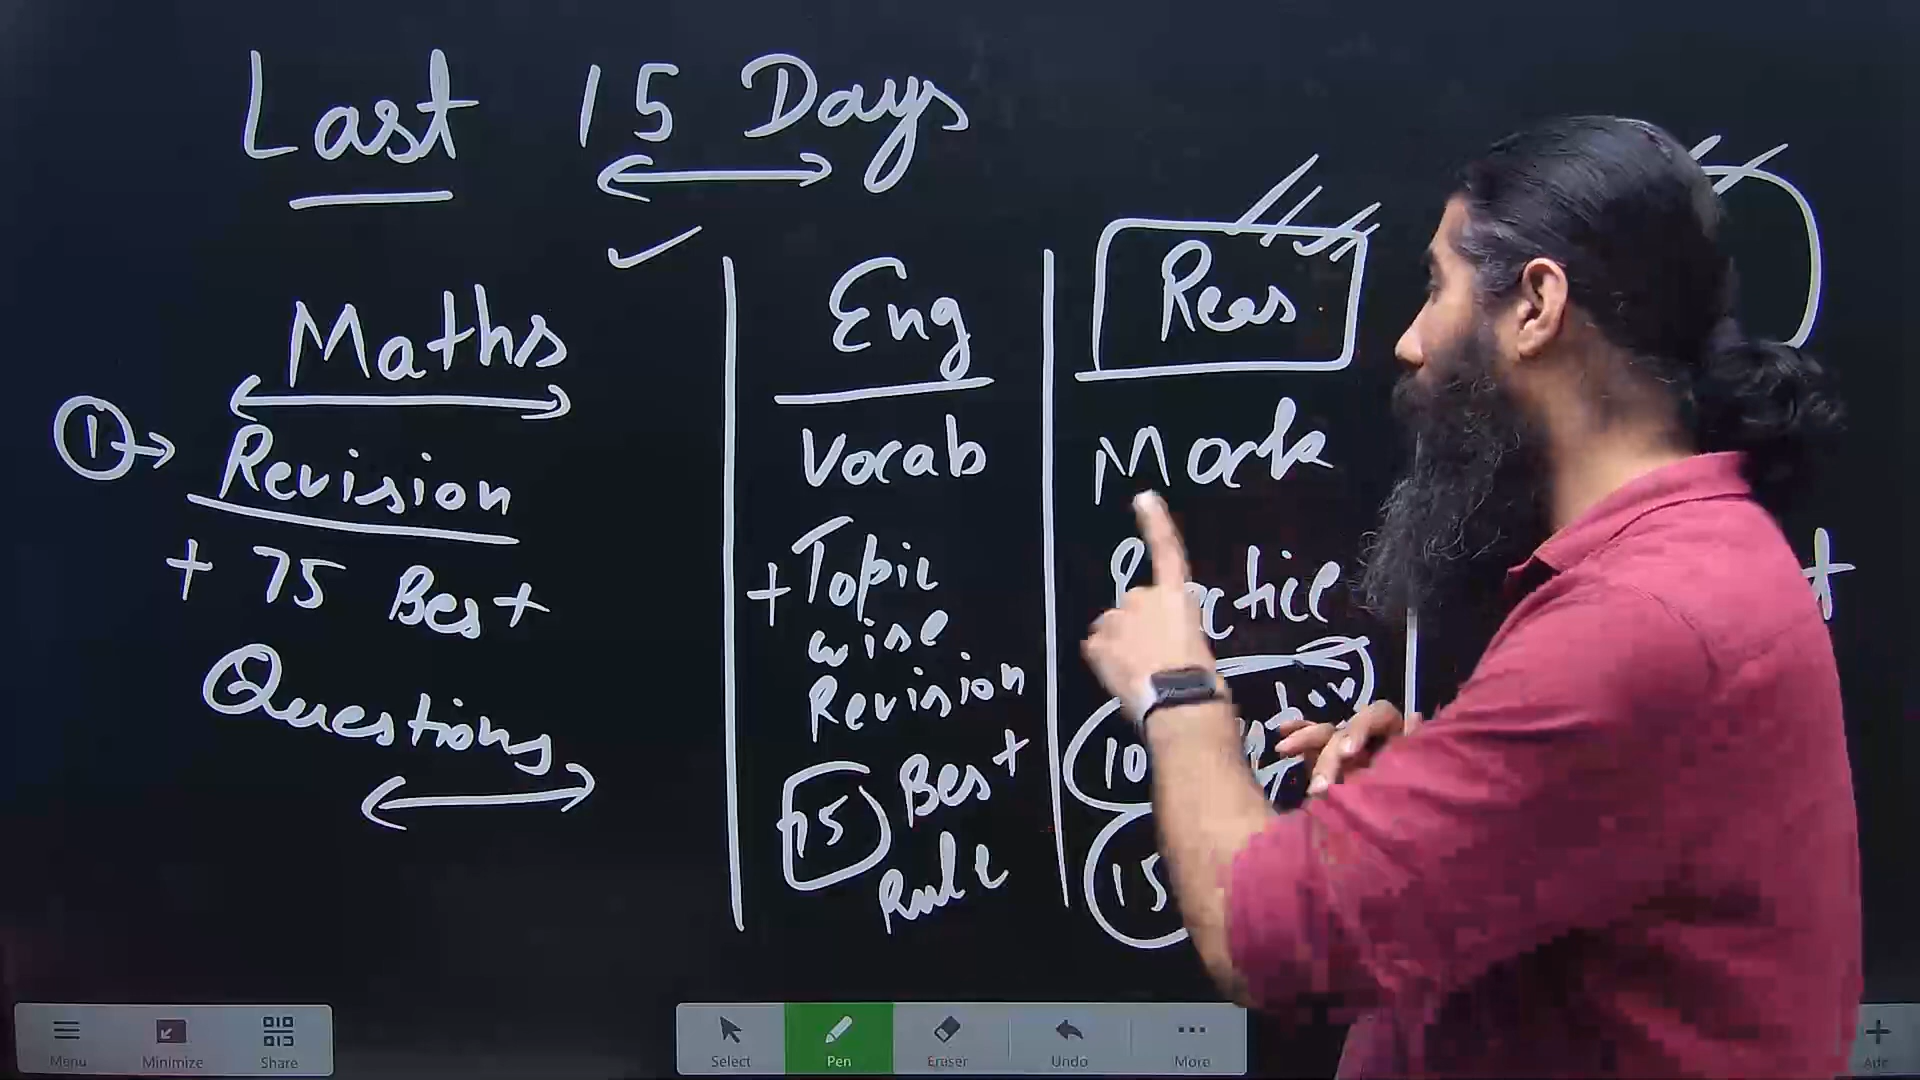 Last 15 Days
Maths
1 → Revision
+ 75 Best
Questions
Eng
Vocab
+ Topic
wise
Revision
15 Best
Rule
Reas
Mock
Practice
10
15
Menu
Minimize
Share
Select
Pen
Eraser
Undo
More